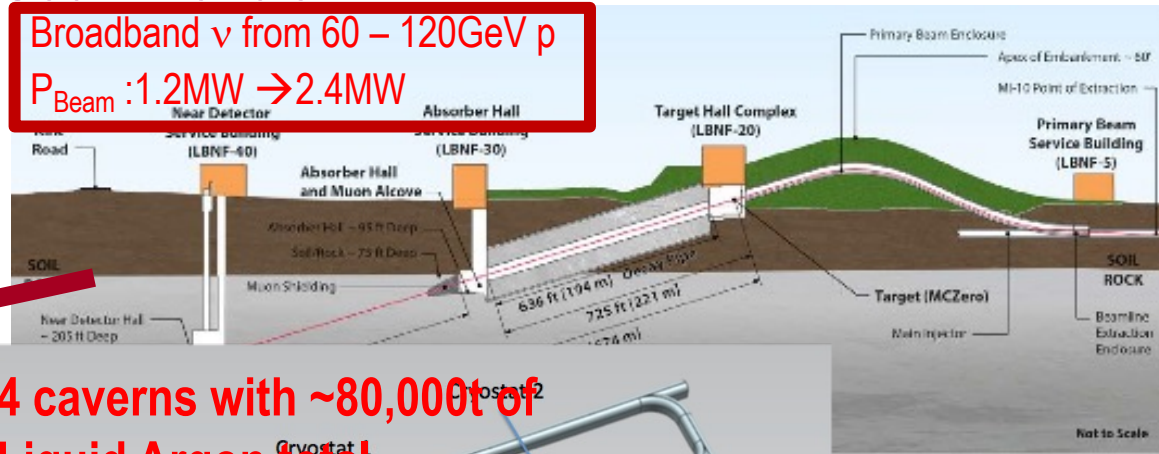 Broadband ν from 60 – 120GeV p
P_Beam :1.2MW →2.4MW
Near Detector
Service Building
(LBNF-40)
Road
Absorber Hall
Service Building
(LBNF-30)
Absorber Hall
and Muon Alcove
Target Hall Complex
(LBNF-20)
Primary Beam Enclosure
Apex of Embankment ~ 60'
MI-10 Point of Extraction
Primary Beam
Service Building
(LBNF-5)
Absorber Hall ~ 95 ft Deep
Soil/Rock ~ 75 ft Deep
Muon Shielding
SOIL
Near Detector Hall
~ 205 ft Deep
636 ft (194 m) Decay Pipe
725 ft (221 m)
Target (MCZero)
Main Injector
SOIL
ROCK
Beamline
Extraction
Enclosure
Not to Scale
4 caverns with ~80,000t of
Liquid Argon total
Cryostat 2
Cryostat